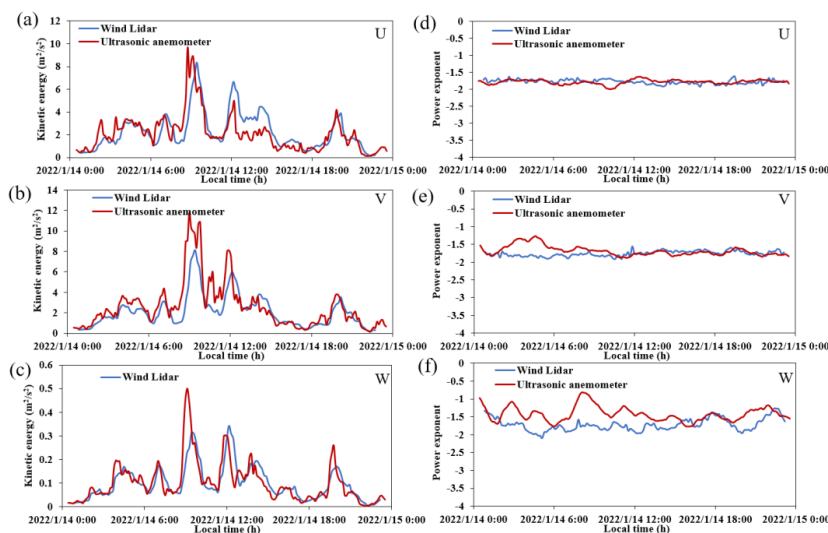 (a)
12
10
8
6
4
2
0
Kinetic energy (m²/s²)
Wind Lidar
Ultrasonic anemometer
U
2022/1/14 0:00 2022/1/14 6:00 2022/1/14 12:00 2022/1/14 18:00 2022/1/15 0:00
Local time (h)
(d)
0
-0.5
-1
-1.5
-2
-2.5
-3
-3.5
-4
Power exponent
Wind Lidar
Ultrasonic anemometer
U
2022/1/14 0:00 2022/1/14 6:00 2022/1/14 12:00 2022/1/14 18:00 2022/1/15 0:00
Local time (h)
(b)
14
12
10
8
6
4
2
0
Kinetic energy (m²/s²)
Wind Lidar
Ultrasonic anemometer
V
2022/1/14 0:00 2022/1/14 6:00 2022/1/14 12:00 2022/1/14 18:00 2022/1/15 0:00
Local time (h)
(e)
0
-0.5
-1
-1.5
-2
-2.5
-3
-3.5
-4
Power exponent
Wind Lidar
Ultrasonic anemometer
V
2022/1/14 0:00 2022/1/14 6:00 2022/1/14 12:00 2022/1/14 18:00 2022/1/15 0:00
Local time (h)
(c)
0.6
0.5
0.4
0.3
0.2
0.1
0
Kinetic energy (m²/s²)
Wind Lidar
W
2022/1/14 0:00 2022/1/14 6:00 2022/1/14 12:00 2022/1/14 18:00 2022/1/15 0:00
Local time (h)
(f)
0
-0.5
-1
-1.5
-2
-2.5
-3
-3.5
-4
Power exponent
Wind Lidar
Ultrasonic anemometer
W
2022/1/14 0:00 2022/1/14 6:00 2022/1/14 12:00 2022/1/14 18:00 2022/1/15 0:00
Local time (h)